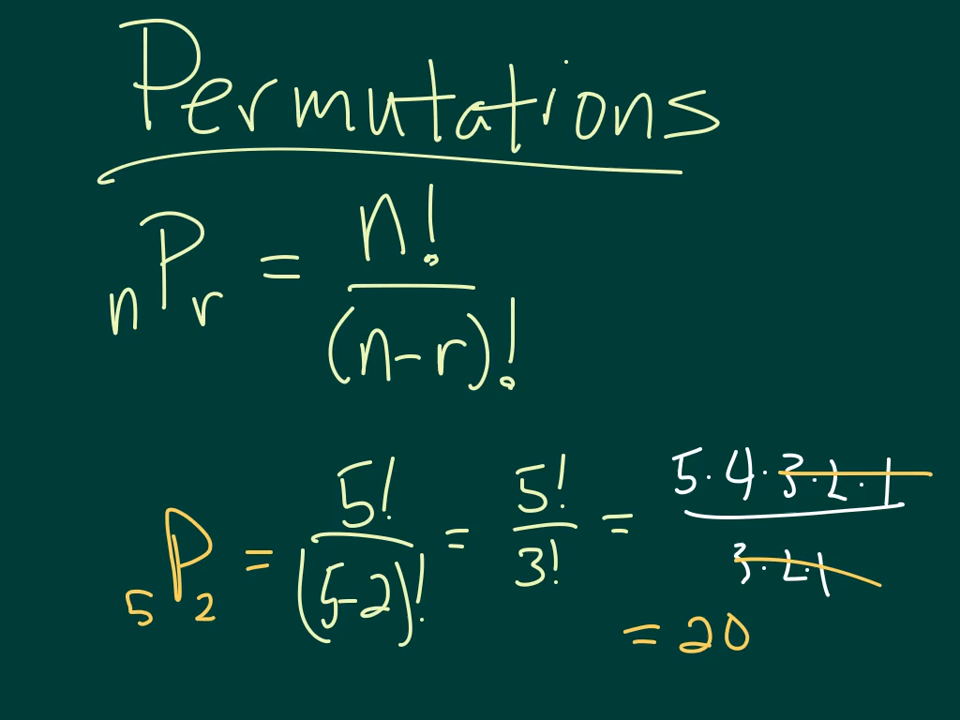 Permutations
nPr = n! / (n-r)!
5P2 = 5! / (5-2)! = 5! / 3! = 5·4·3·2·1 / 3·2·1
= 20